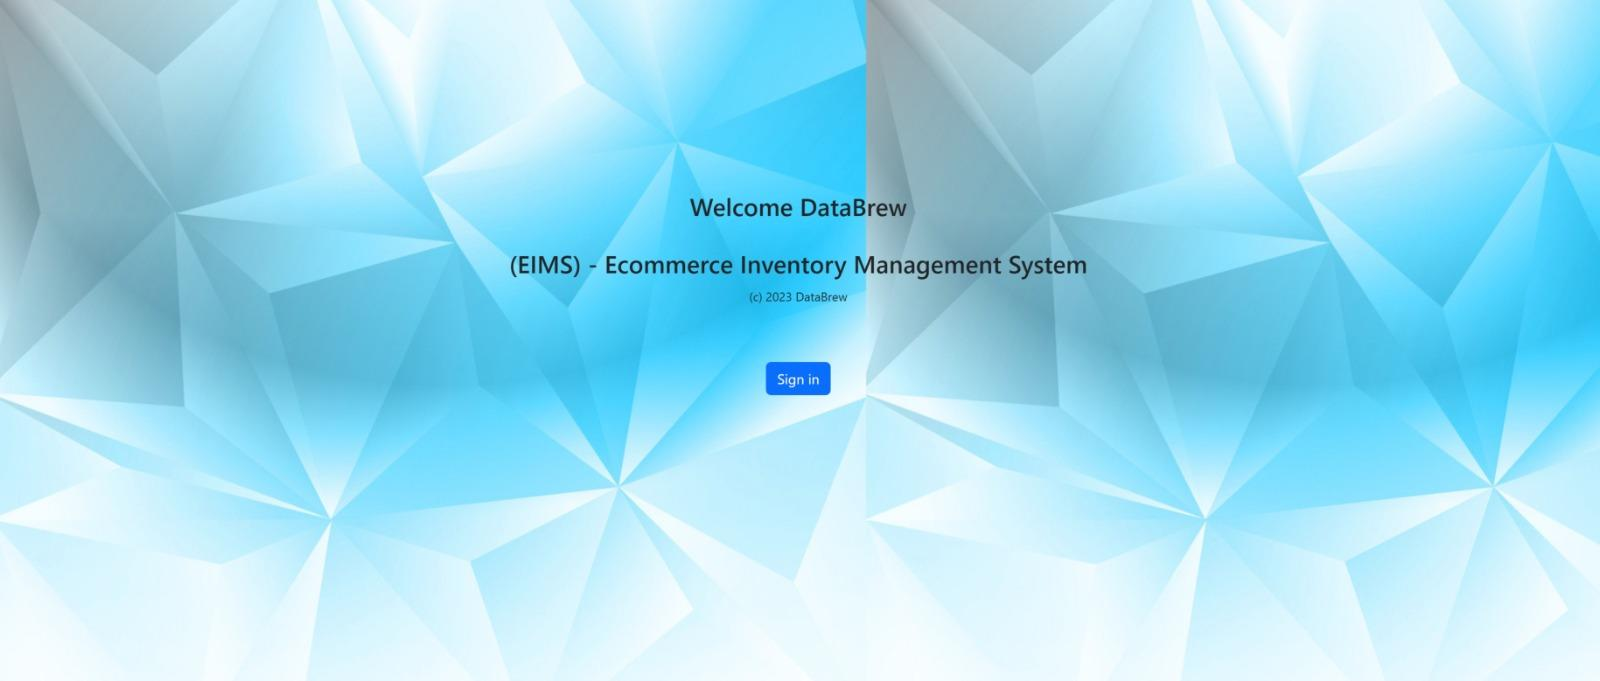 Welcome DataBrew
(EIMS) - Ecommerce Inventory Management System
(c) 2023 DataBrew
Sign in